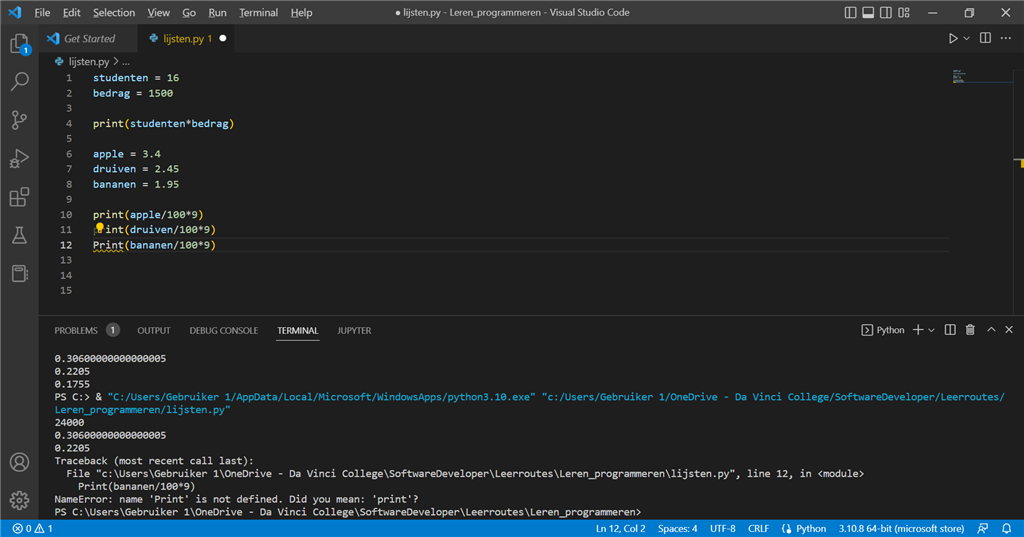 File Edit Selection View Go Run Terminal Help ● lijsten.py - Leren_programmeren - Visual Studio Code
Get Started lijsten.py 1
lijsten.py > ...
1 studenten = 16
2 bedrag = 1500
3
4 print(studenten*bedrag)
5
6 apple = 3.4
7 druiven = 2.45
8 bananen = 1.95
9
10 print(apple/100*9)
11 int(druiven/100*9)
12 Print(bananen/100*9)
13
14
15
1
PROBLEMS 1 OUTPUT DEBUG CONSOLE TERMINAL JUPYTER Python
0.30600000000000005
0.2205
0.1755
PS C:> & "C:/Users/Gebruiker 1/AppData/Local/Microsoft/WindowsApps/python3.10.exe" "c:/Users/Gebruiker 1/OneDrive - Da Vinci College/SoftwareDeveloper/Leerroutes/
Leren_programmeren/lijsten.py"
24000
0.30600000000000005
0.2205
Traceback (most recent call last):
File "c:\Users\Gebruiker 1\OneDrive - Da Vinci College\SoftwareDeveloper\Leerroutes\Leren_programmeren\lijsten.py", line 12, in <module>
Print(bananen/100*9)
NameError: name 'Print' is not defined. Did you mean: 'print'?
PS C:\Users\Gebruiker 1\OneDrive - Da Vinci College\SoftwareDeveloper\Leerroutes\Leren_programmeren>
0 1 Ln 12, Col 2 Spaces: 4 UTF-8 CRLF Python 3.10.8 64-bit (microsoft store)